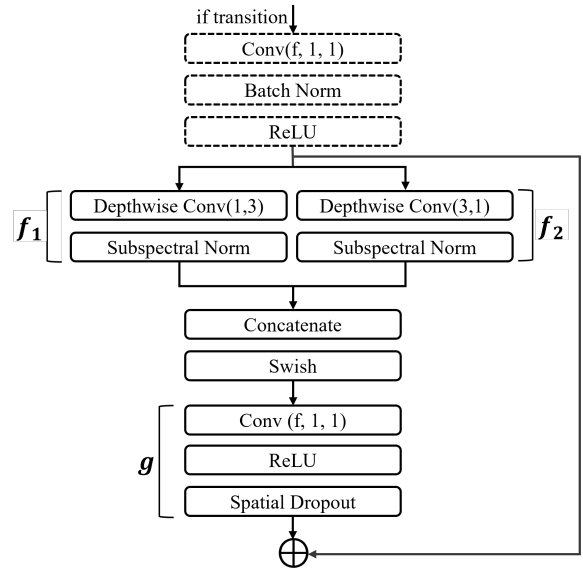 if transition
Conv(f, 1, 1)
Batch Norm
ReLU
f1
Depthwise Conv(1,3)
Depthwise Conv(3,1)
f2
Subspectral Norm
Subspectral Norm
Concatenate
Swish
Conv (f, 1, 1)
g
ReLU
Spatial Dropout